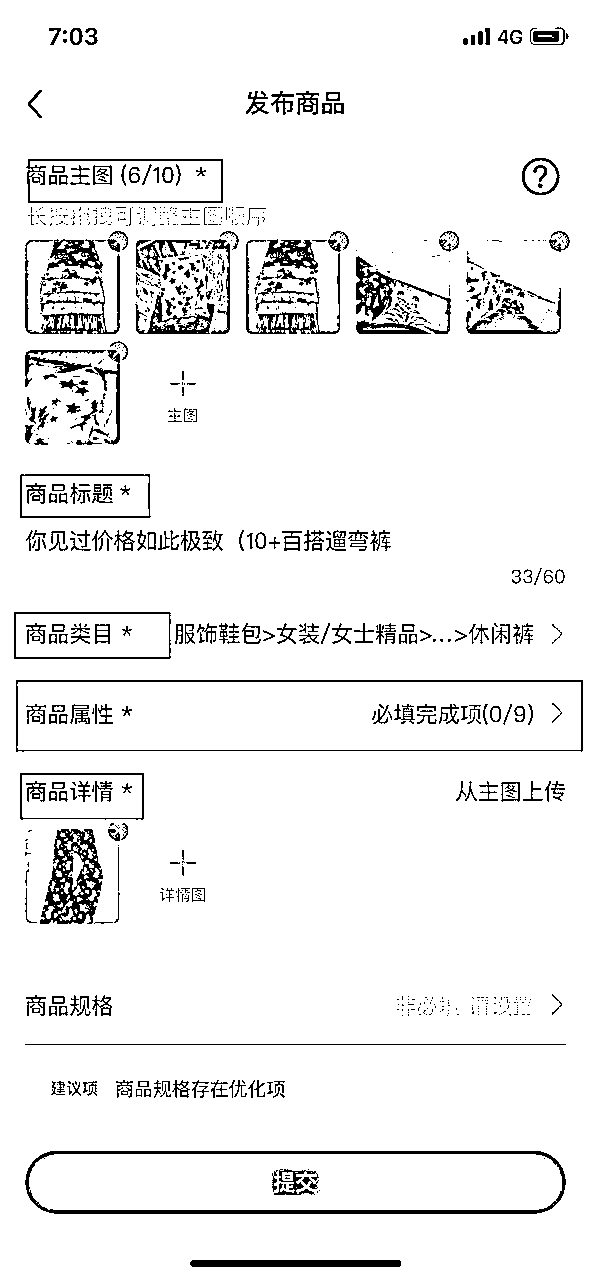 7:03
4G
发布商品
商品主图 (6/10) *
长按拖拽可调整主图顺序
主图
商品标题 *
你见过价格如此极致（10+百搭遛弯裤
33/60
商品类目 * 服饰鞋包>女装/女士精品>...>休闲裤
商品属性 * 必填完成项(0/9)
商品详情 * 从主图上传
详情图
商品规格 非必填，请设置
建议项 商品规格存在优化项
提交